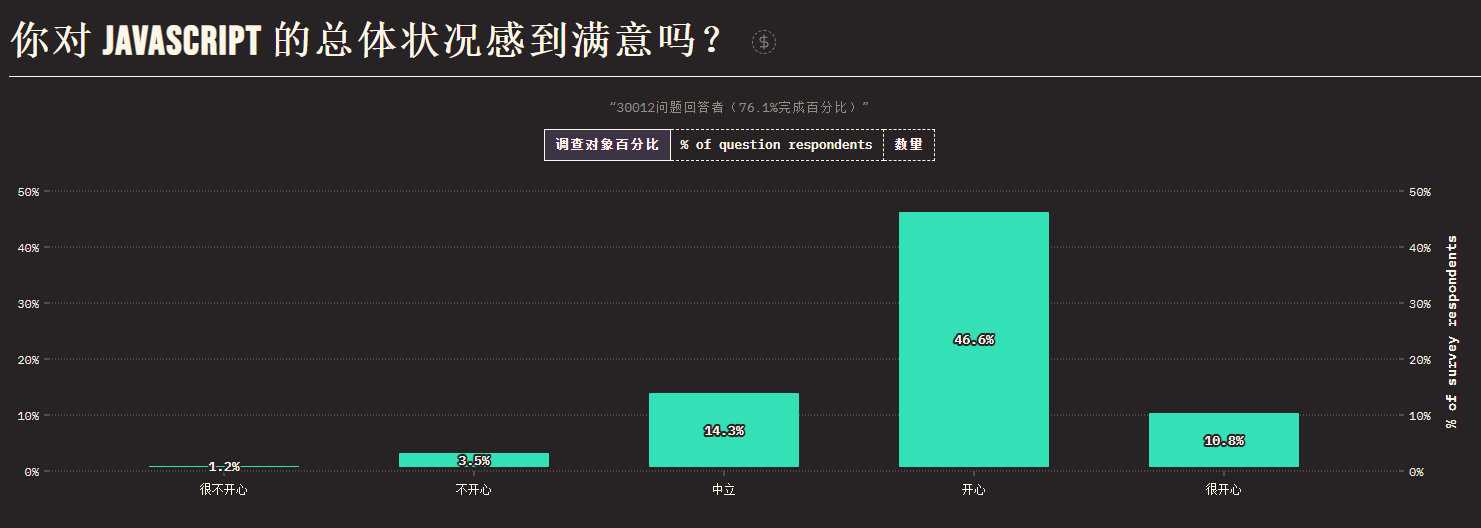 你对 JAVASCRIPT 的总体状况感到满意吗？
“30012问题回答者（76.1%完成百分比）”
调查对象百分比 % of question respondents 数量
50% 50%
40% 40%
30% 30%
20% 20%
10% 10%
0% 0%
% of survey respondents
1.2% 3.5% 14.3% 46.6% 10.8%
很不开心 不开心 中立 开心 很开心